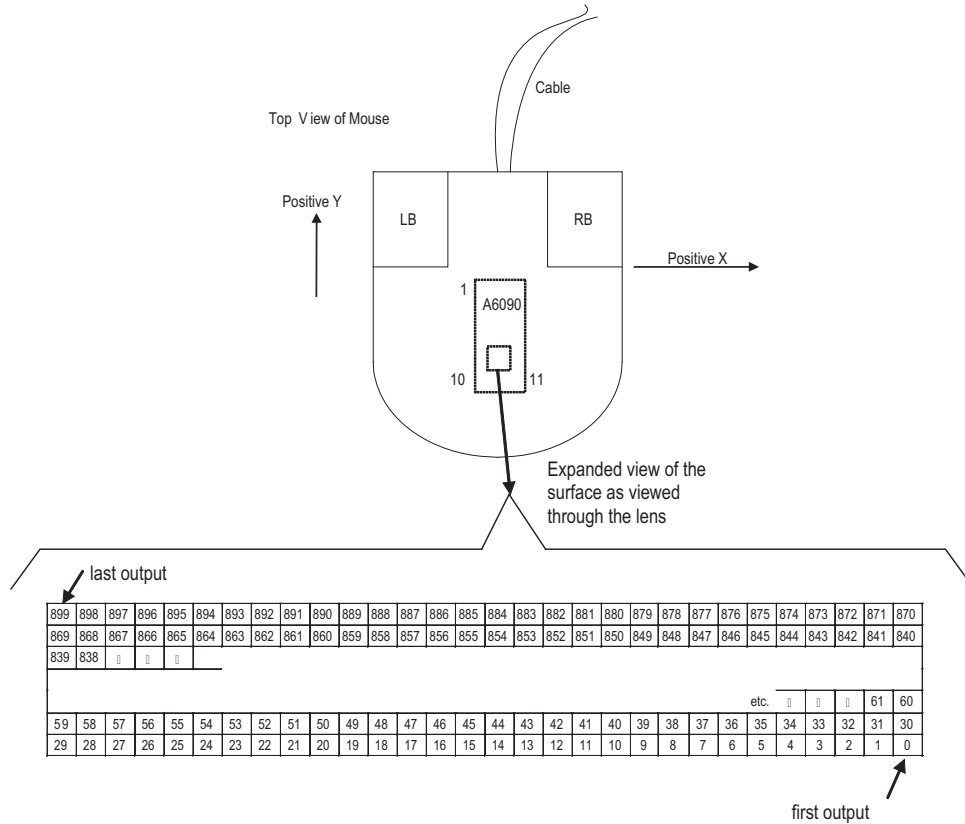 Cable
Top V iew of Mouse
Positive Y
LB
RB
Positive X
1
A6090
10
11
Expanded view of the
surface as viewed
through the lens
last output
899 898 897 896 895 894 893 892 891 890 889 888 887 886 885 884 883 882 881 880 879 878 877 876 875 874 873 872 871 870
869 868 867 866 865 864 863 862 861 860 859 858 857 856 855 854 853 852 851 850 849 848 847 846 845 844 843 842 841 840
839 838 ▯ ▯ ▯
etc. ▯ ▯ ▯ 61 60
59 58 57 56 55 54 53 52 51 50 49 48 47 46 45 44 43 42 41 40 39 38 37 36 35 34 33 32 31 30
29 28 27 26 25 24 23 22 21 20 19 18 17 16 15 14 13 12 11 10 9 8 7 6 5 4 3 2 1 0
first output